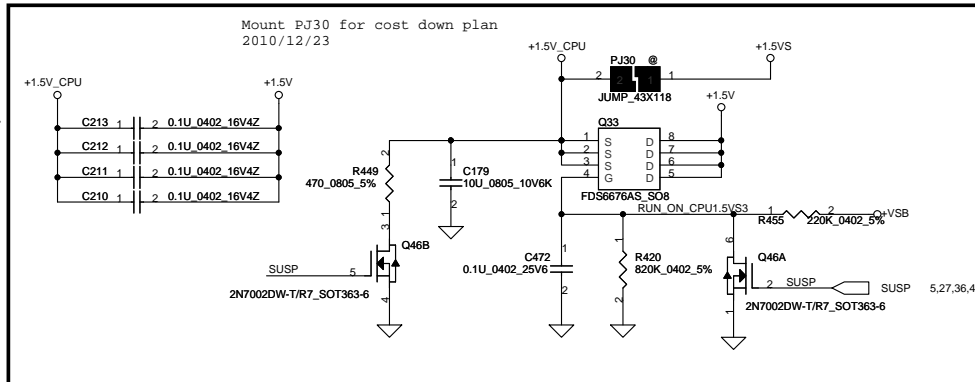 Mount PJ30 for cost down plan
2010/12/23
+1.5V_CPU
+1.5V
C213 1 2 0.1U_0402_16V4Z
C212 1 2 0.1U_0402_16V4Z
C211 1 2 0.1U_0402_16V4Z
C210 1 2 0.1U_0402_16V4Z
+1.5V_CPU
+1.5VS
PJ30 @
2 2 1 1
JUMP_43X118
+1.5V
Q33
1 S D 8
2 S D 7
3 S D 6
4 G D 5
FDS6676AS_SO8
R449
470_0805_5%
2
1
C179
10U_0805_10V6K
1
2
RUN_ON_CPU1.5VS3
R455
1 2
220K_0402_5%
+VSB
C472
0.1U_0402_25V6
1
2
R420
820K_0402_5%
1
2
Q46B
3
SUSP 5
4
2N7002DW-T/R7_SOT363-6
Q46A
6
2 SUSP
1
2N7002DW-T/R7_SOT363-6
SUSP 5,27,36,4